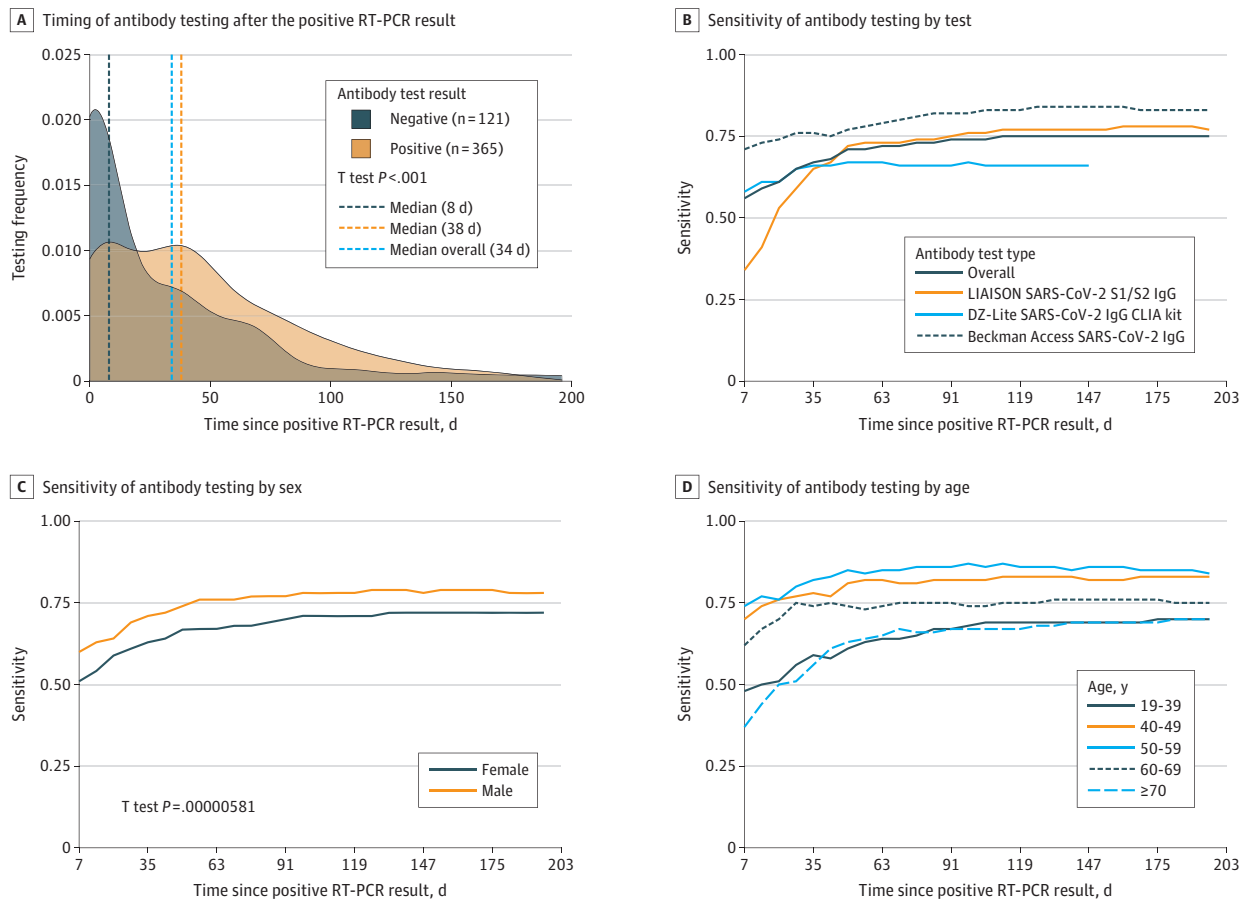 A Timing of antibody testing after the positive RT-PCR result
0.025
0.020
0.015
0.010
0.005
0
Testing frequency
0 50 100 150 200
Time since positive RT-PCR result, d
Antibody test result
Negative (n=121)
Positive (n=365)
T test P<.001
Median (8 d)
Median (38 d)
Median overall (34 d)
B Sensitivity of antibody testing by test
1.00
0.75
0.50
0.25
0
Sensitivity
7 35 63 91 119 147 175 203
Time since positive RT-PCR result, d
Antibody test type
Overall
LIAISON SARS-CoV-2 S1/S2 IgG
DZ-Lite SARS-CoV-2 IgG CLIA kit
Beckman Access SARS-CoV-2 IgG
C Sensitivity of antibody testing by sex
1.00
0.75
0.50
0.25
0
Sensitivity
7 35 63 91 119 147 175 203
Time since positive RT-PCR result, d
Female
Male
T test P=.00000581
D Sensitivity of antibody testing by age
1.00
0.75
0.50
0.25
0
Sensitivity
7 35 63 91 119 147 175 203
Time since positive RT-PCR result, d
Age, y
19-39
40-49
50-59
60-69
≥70